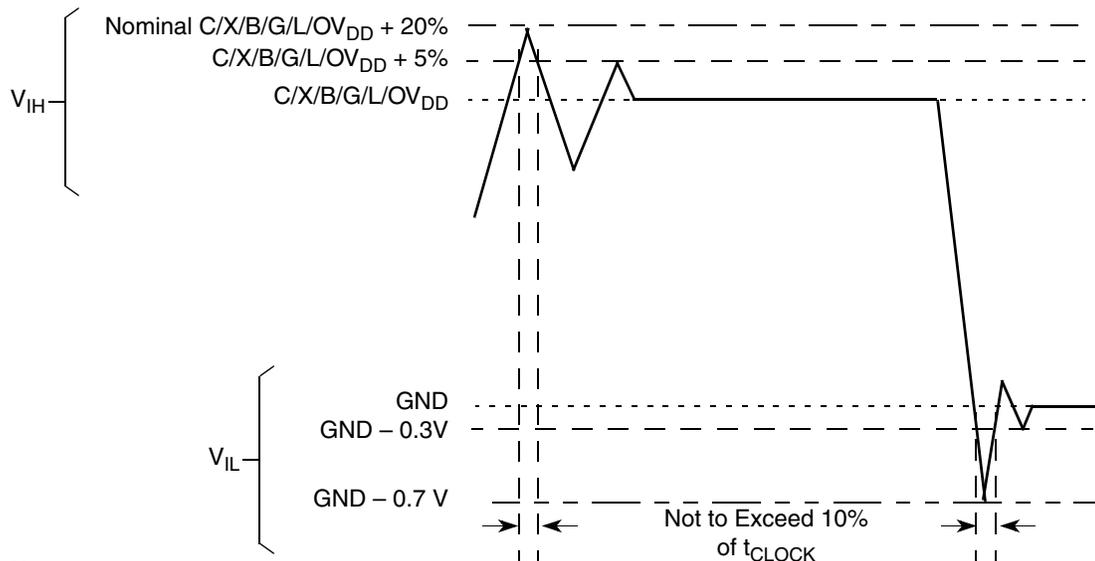 Nominal C/X/B/G/L/OVDD + 20%
C/X/B/G/L/OVDD + 5%
C/X/B/G/L/OVDD
VIH
GND
GND – 0.3V
VIL
GND – 0.7 V
Not to Exceed 10%
of tCLOCK